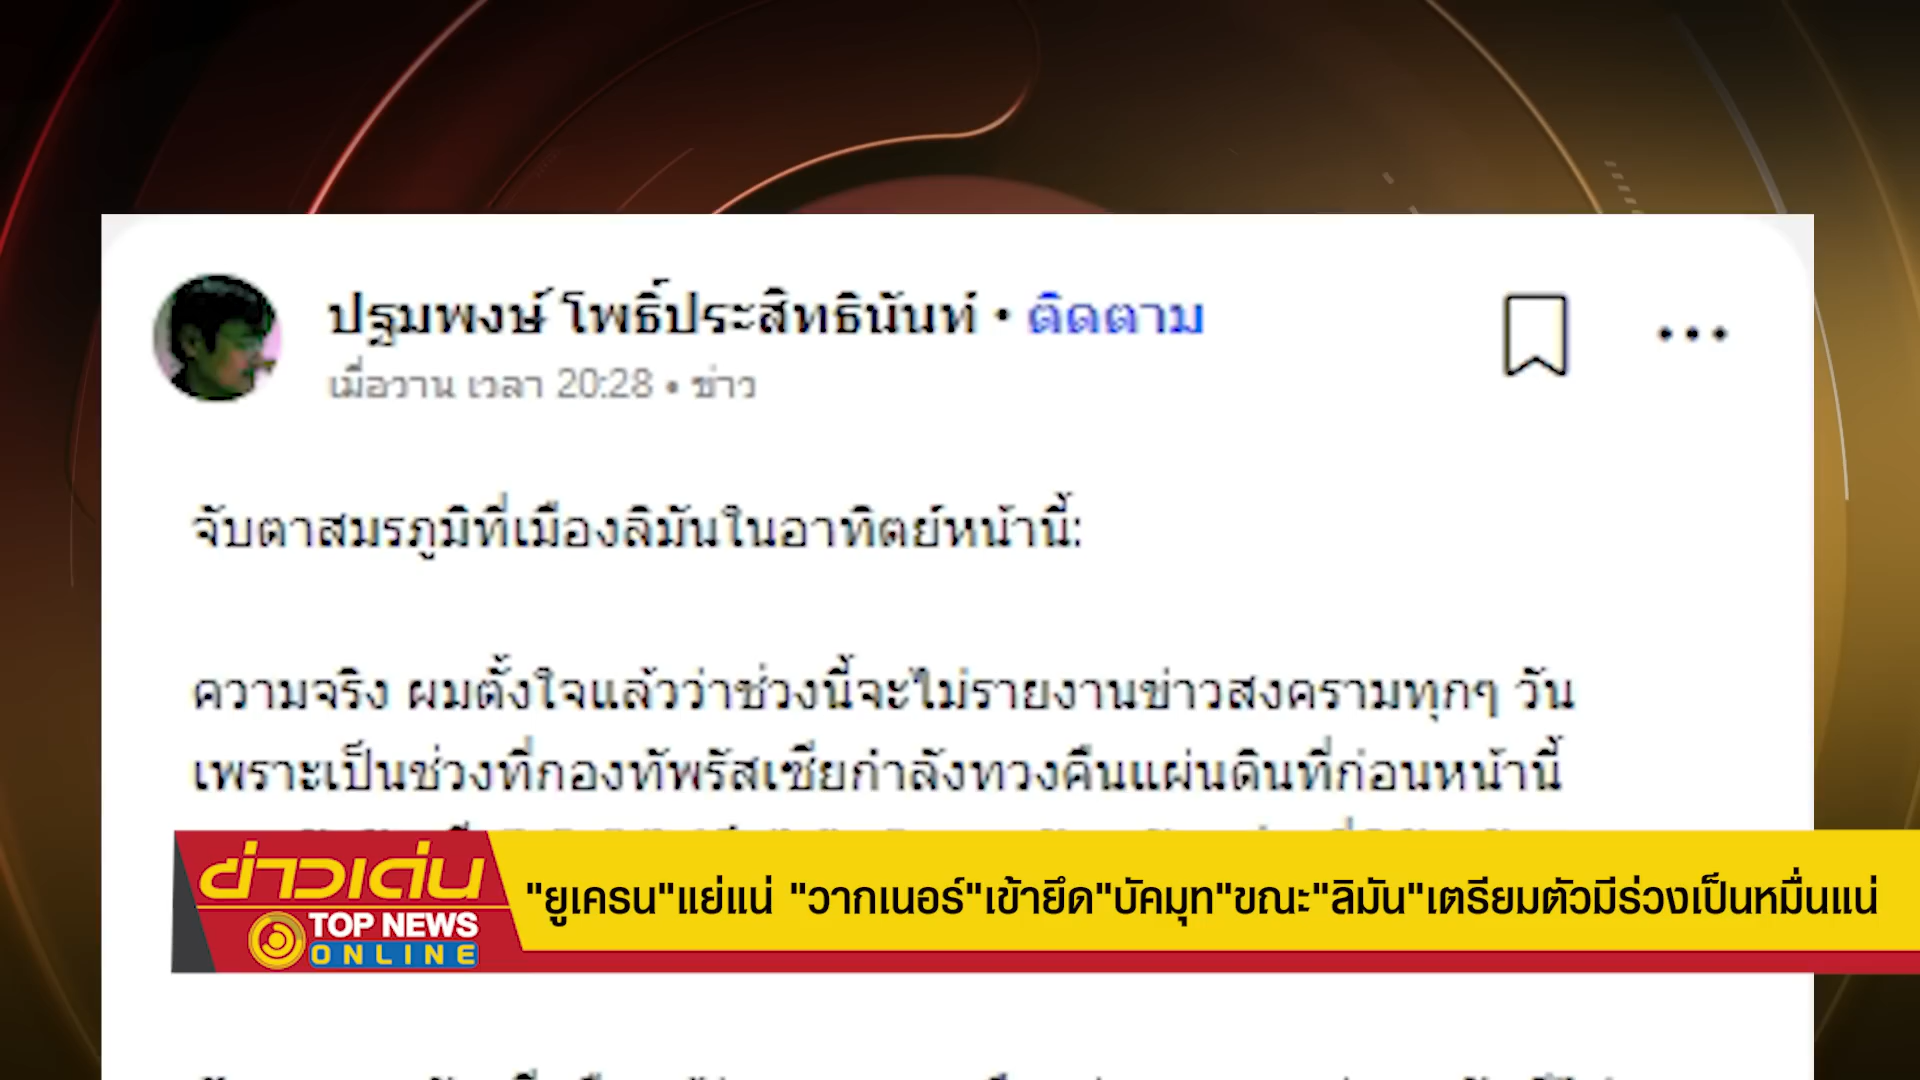 ปฐมพงษ์ โพธิ์ประสิทธินันท์ • ติดตาม
เมื่อวาน เวลา 20:28 • ข่าว
จับตาสมรภูมิที่เมืองลิมันในอาทิตย์หน้านี้:
ความจริง ผมตั้งใจแล้วว่าช่วงนี้จะไม่รายงานข่าวสงครามทุกๆ วัน
เพราะเป็นช่วงที่กองทัพรัสเซียกำลังทวงคืนแผ่นดินที่ก่อนหน้านี้
ข่าวเด่น
TOP NEWS
ONLINE
"ยูเครน"แย่แน่ "วากเนอร์"เข้ายึด"บัคมุท"ขณะ"ลิมัน"เตรียมตัวมีร่วงเป็นหมื่นแน่